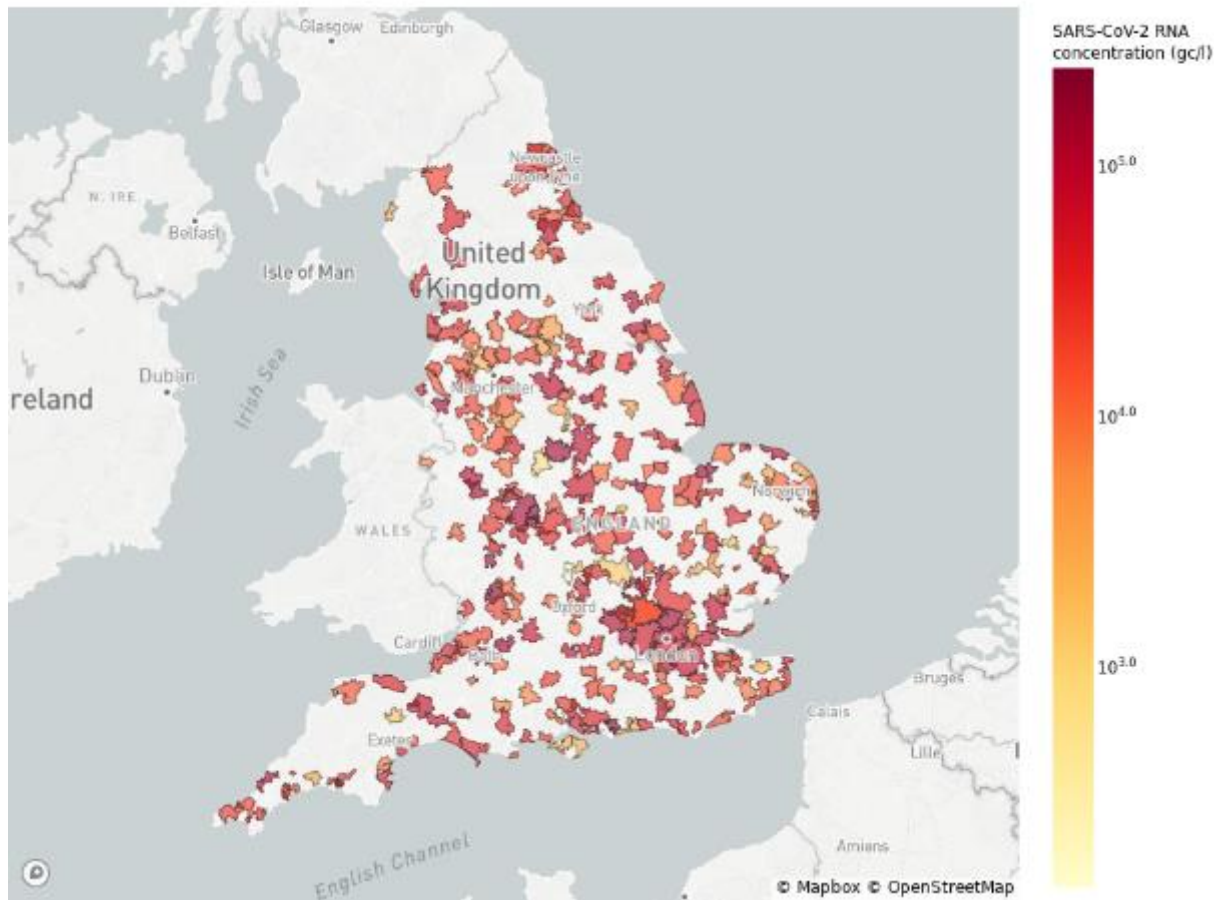 Glasgow
Edinburgh
SARS-CoV-2 RNA
concentration (gc/l)
Newcastle
upon Tyne
10^5.0
N. IRE.
Belfast
United
Kingdom
Isle of Man
York
Irish Sea
Dublin
Manchester
reland
10^4.0
Norwich
ENGLAND
WALES
Oxford
Cardiff
London
10^3.0
Bruges
Calais
Exeter
Lille
English Channel
Amiens
© Mapbox © OpenStreetMap